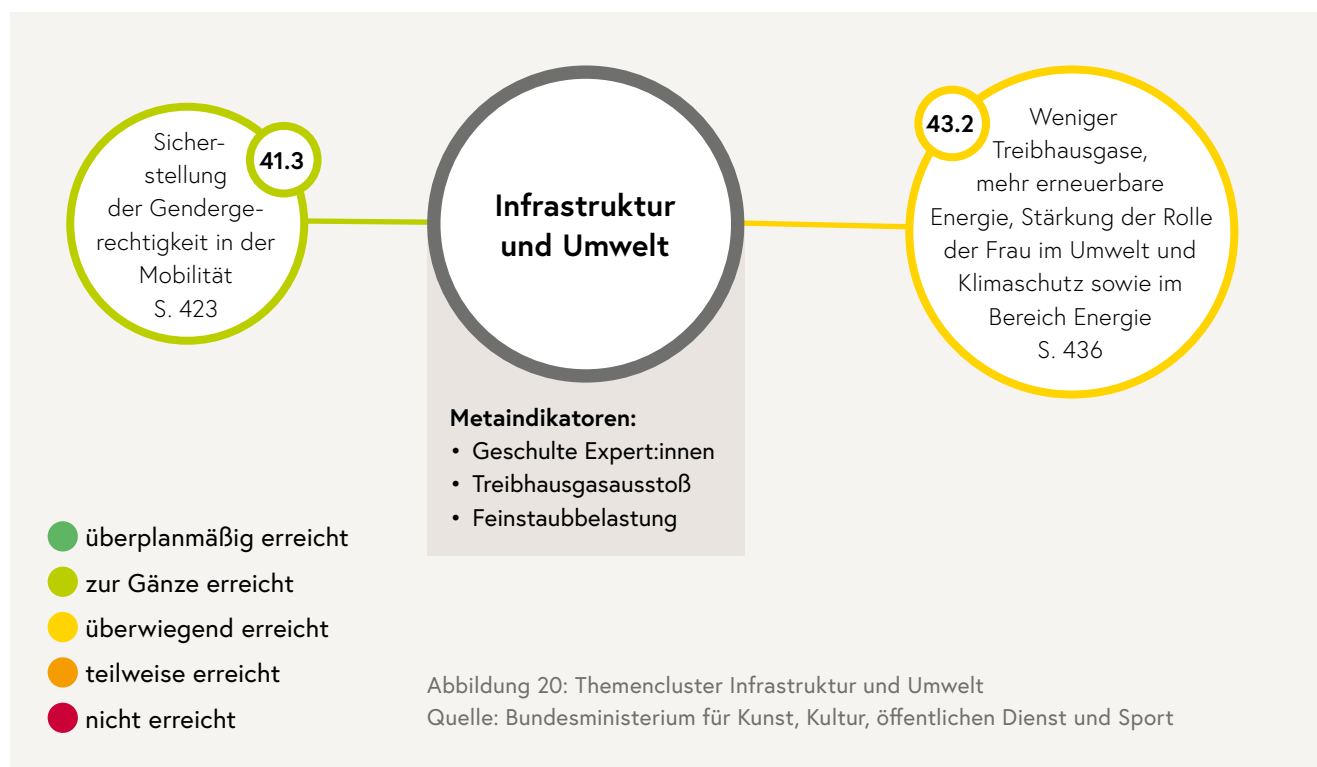 Sicher-
stellung
der Genderge-
rechtigkeit in der
Mobilität
S. 423
41.3
Infrastruktur
und Umwelt
43.2
Weniger
Treibhausgase,
mehr erneuerbare
Energie, Stärkung der Rolle
der Frau im Umwelt und
Klimaschutz sowie im
Bereich Energie
S. 436
Metaindikatoren:
• Geschulte Expert:innen
• Treibhausgasausstoß
• Feinstaubbelastung
überplanmäßig erreicht
zur Gänze erreicht
überwiegend erreicht
teilweise erreicht
nicht erreicht
Abbildung 20: Themencluster Infrastruktur und Umwelt
Quelle: Bundesministerium für Kunst, Kultur, öffentlichen Dienst und Sport